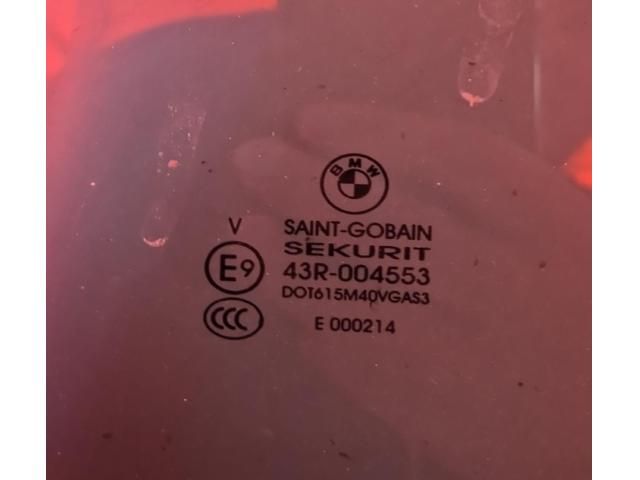 BMW
V SAINT-GOBAIN
SEKURIT
E9 43R-004553
DOT615M40VGAS3
CCC E 000214